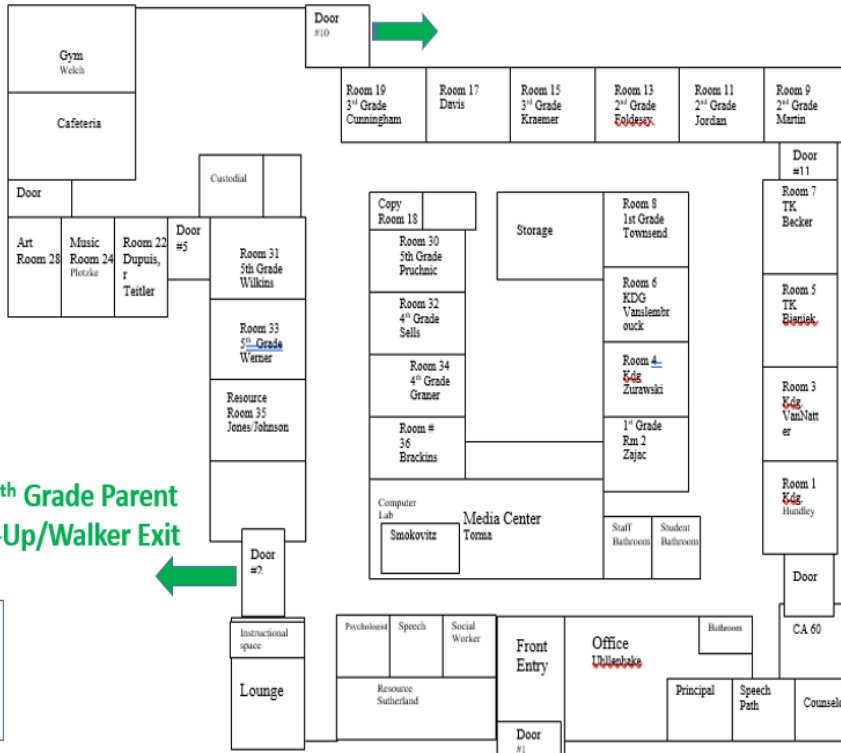 Door
#10
Gym
Welch
Cafeteria
Room 19
3rd Grade
Cunningham
Room 17
Davis
Room 15
3rd Grade
Kraemer
Room 13
2nd Grade
Foldesxy
Room 11
2nd Grade
Jordan
Room 9
2nd Grade
Martin
Door
#11
Door
Custodial
Copy
Room 18
Storage
Room 8
1st Grade
Townsend
Room 7
TK
Becker
Art
Room 28
Music
Room 24
Plotzke
Room 22
Dupuis,
r
Teitler
Door
#5
Room 31
5th Grade
Wilkins
Room 30
5th Grade
Pruchnic
Room 6
KDG
Vanslembr
ouck
Room 5
TK
Bieniek
Room 33
5th Grade
Werner
Room 32
4th Grade
Sells
Room 4
Kdg
Zurawski
Room 34
4th Grade
Graner
Room 3
Kdg
VanNatt
er
Resource
Room 35
Jones/Johnson
Room #
36
Brackins
1st Grade
Rm 2
Zajac
Room 1
Kdg
Hundley
th Grade Parent
-Up/Walker Exit
Computer
Lab
Smokovitz
Media Center
Torma
Staff
Bathroom
Student
Bathroom
Door
#2
Door
Instructional
space
Lounge
Psychologist
Speech
Social
Worker
Resource
Sutherland
Front
Entry
Office
Uhllenhake
Bathroom
CA 60
Principal
Speech
Path
Counselo
Door
#1